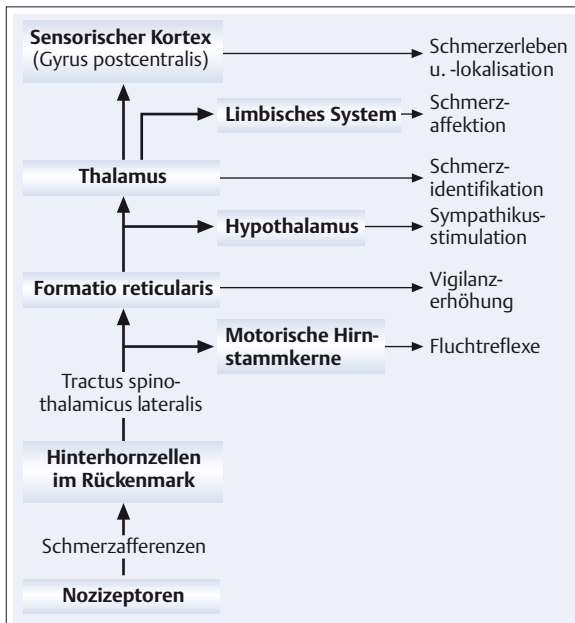 Sensorischer Kortex
(Gyrus postcentralis)
Schmerzerleben
u. -lokalisation
Limbisches System
Schmerz-
affektion
Thalamus
Schmerz-
identifikation
Hypothalamus
Sympathikus-
stimulation
Formatio reticularis
Vigilanz-
erhöhung
Motorische Hirn-
stammkerne
Fluchtreflexe
Tractus spino-
thalamicus lateralis
Hinterhornzellen
im Rückenmark
Schmerzafferenzen
Nozizeptoren